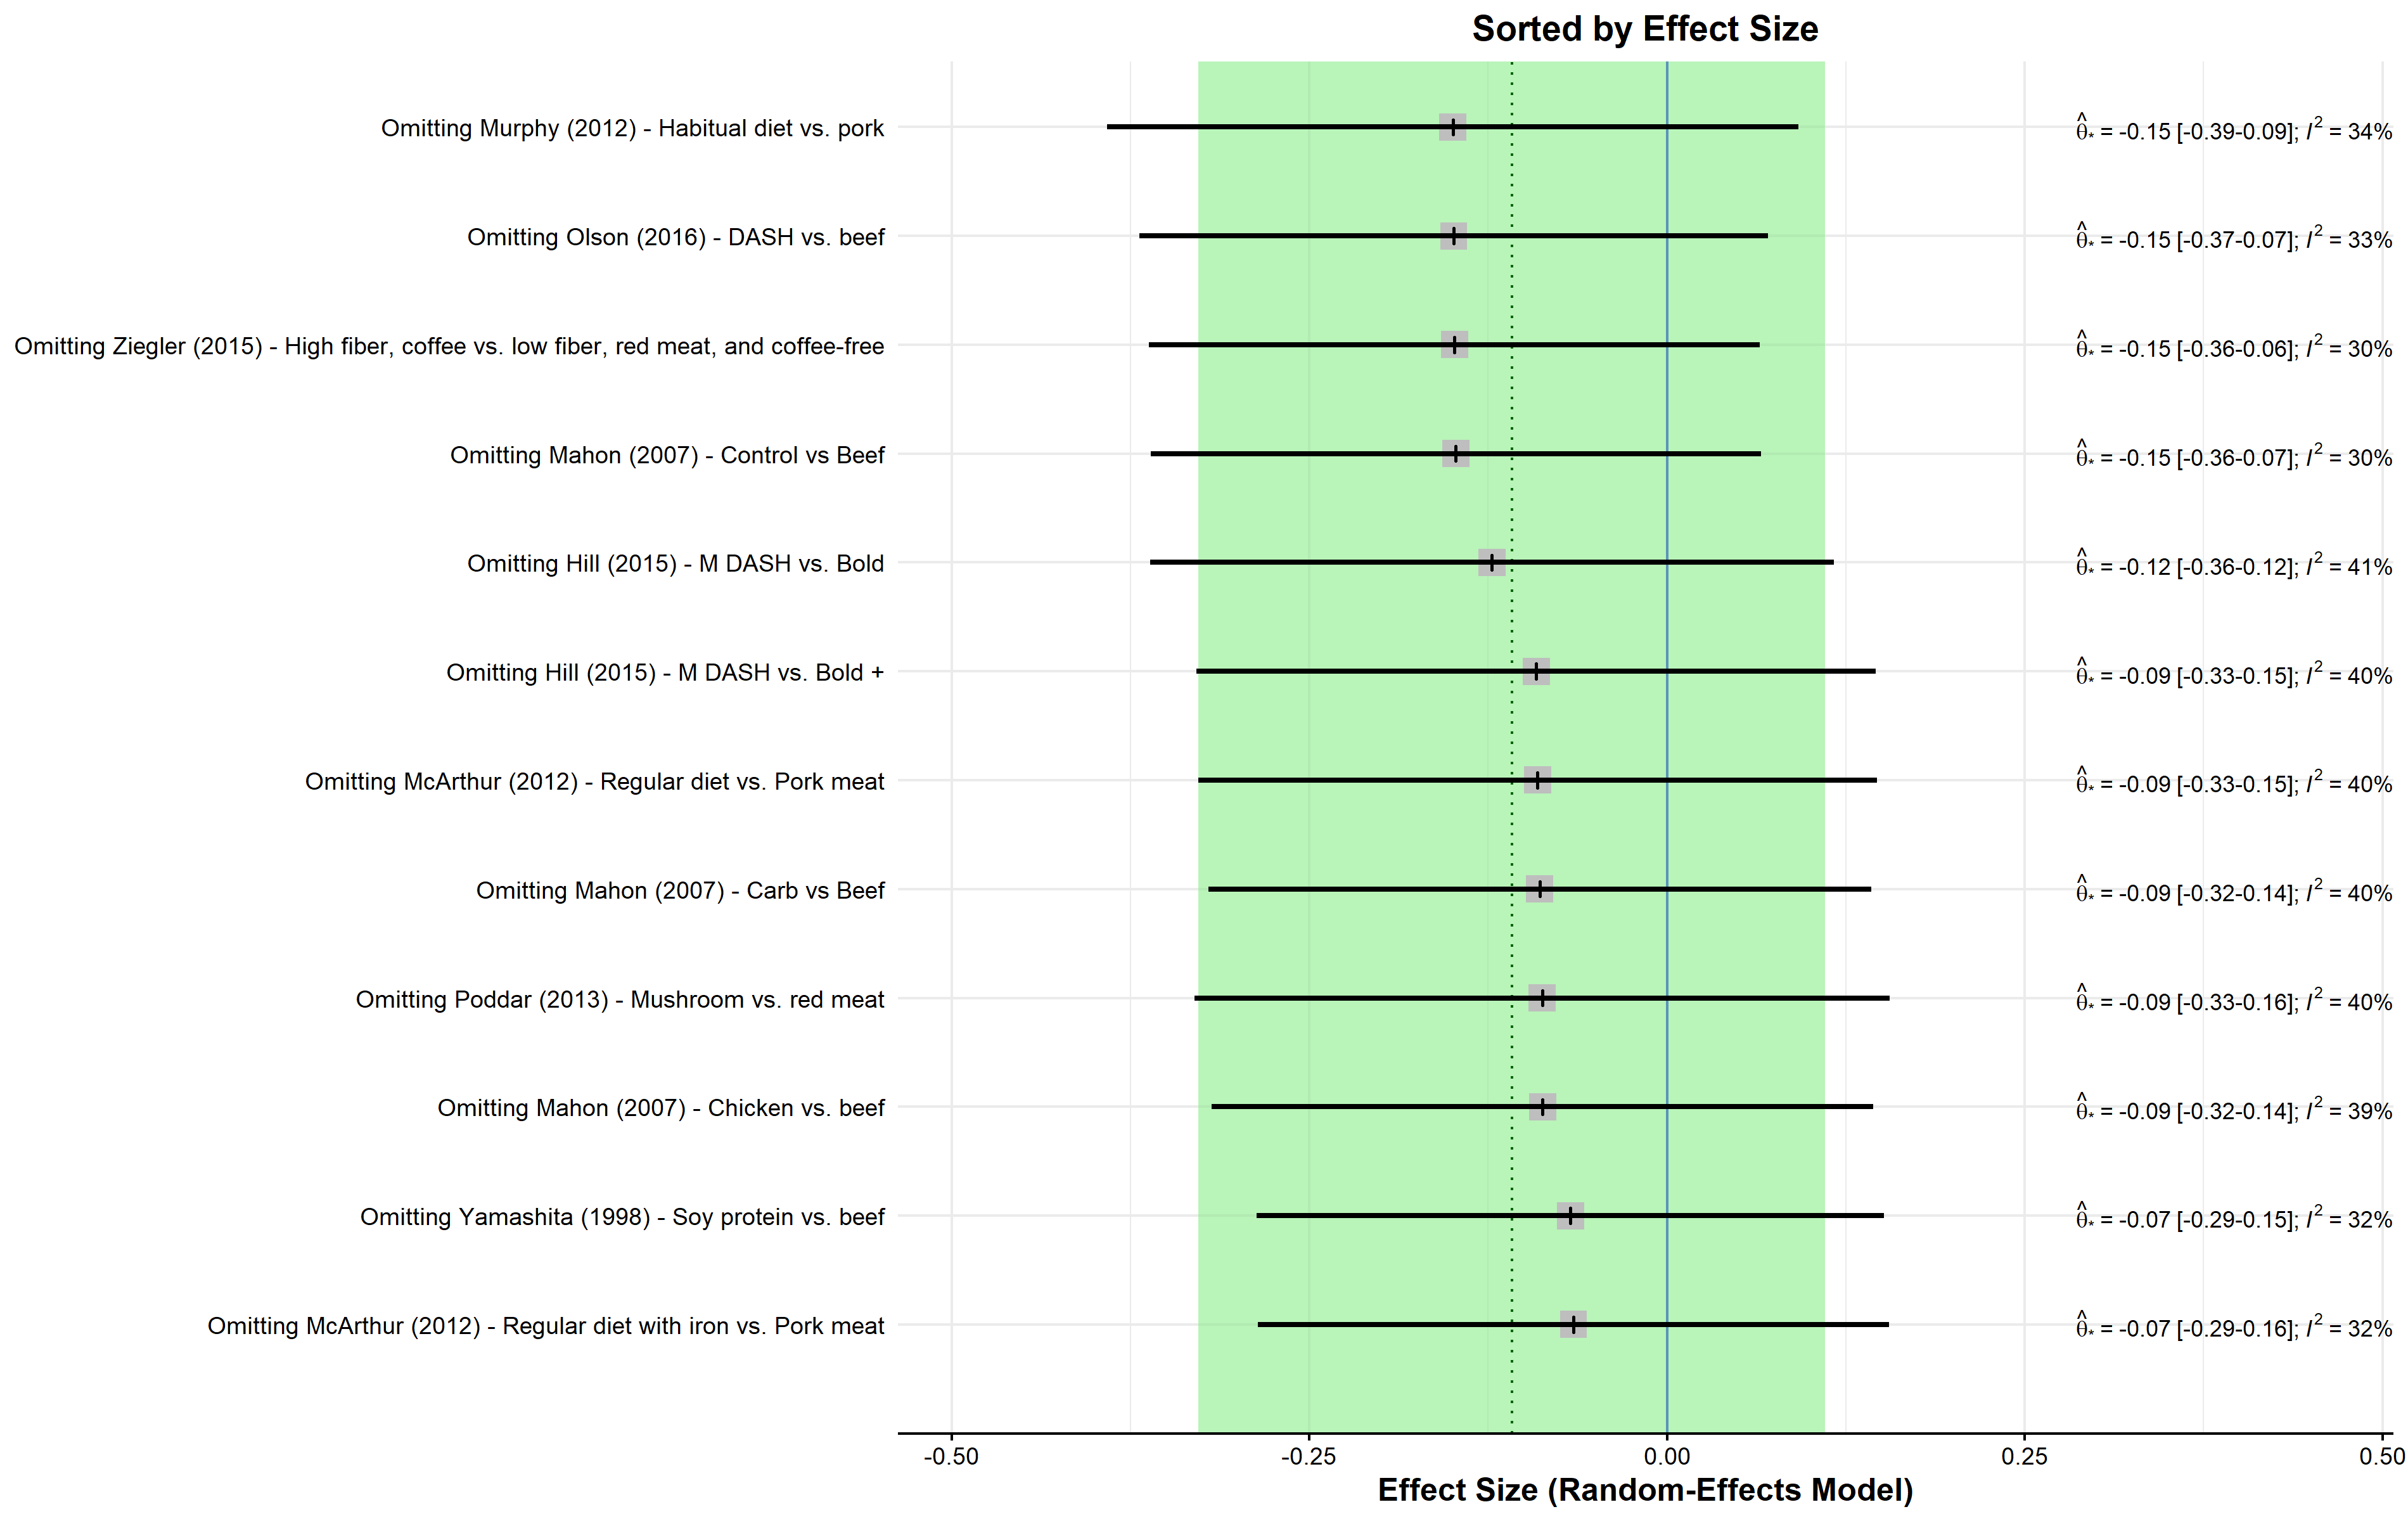 Sorted by Effect Size
Omitting Murphy (2012) - Habitual diet vs. pork θ̂* = -0.15 [-0.39-0.09]; I² = 34%
Omitting Olson (2016) - DASH vs. beef θ̂* = -0.15 [-0.37-0.07]; I² = 33%
Omitting Ziegler (2015) - High fiber, coffee vs. low fiber, red meat, and coffee-free θ̂* = -0.15 [-0.36-0.06]; I² = 30%
Omitting Mahon (2007) - Control vs Beef θ̂* = -0.15 [-0.36-0.07]; I² = 30%
Omitting Hill (2015) - M DASH vs. Bold θ̂* = -0.12 [-0.36-0.12]; I² = 41%
Omitting Hill (2015) - M DASH vs. Bold + θ̂* = -0.09 [-0.33-0.15]; I² = 40%
Omitting McArthur (2012) - Regular diet vs. Pork meat θ̂* = -0.09 [-0.33-0.15]; I² = 40%
Omitting Mahon (2007) - Carb vs Beef θ̂* = -0.09 [-0.32-0.14]; I² = 40%
Omitting Poddar (2013) - Mushroom vs. red meat θ̂* = -0.09 [-0.33-0.16]; I² = 40%
Omitting Mahon (2007) - Chicken vs. beef θ̂* = -0.09 [-0.32-0.14]; I² = 39%
Omitting Yamashita (1998) - Soy protein vs. beef θ̂* = -0.07 [-0.29-0.15]; I² = 32%
Omitting McArthur (2012) - Regular diet with iron vs. Pork meat θ̂* = -0.07 [-0.29-0.16]; I² = 32%
-0.50 -0.25 0.00 0.25 0.50
Effect Size (Random-Effects Model)